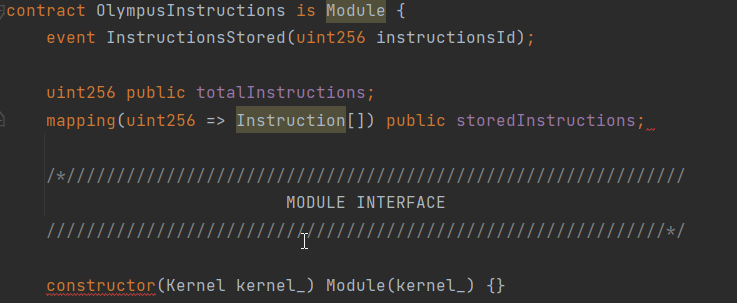 contract OlympusInstructions is Module {
event InstructionsStored(uint256 instructionsId);
uint256 public totalInstructions;
mapping(uint256 => Instruction[]) public storedInstructions;
/*//////////////////////////////////////////////////////////////
MODULE INTERFACE
//////////////////////////////////////////////////////////////*/
constructor(Kernel kernel_) Module(kernel_) {}